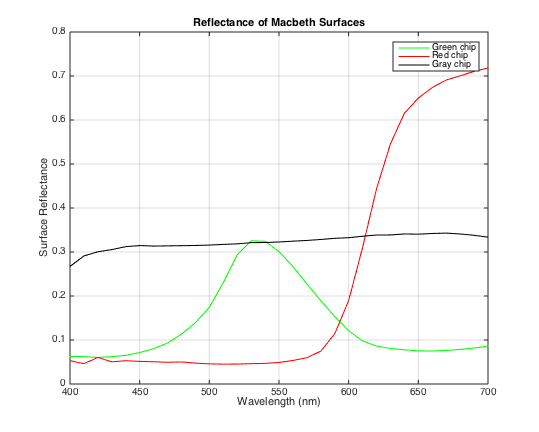 Reflectance of Macbeth Surfaces
Green chip
Red chip
Gray chip
Surface Reflectance
0.8
0.7
0.6
0.5
0.4
0.3
0.2
0.1
0
400
450
500
550
600
650
700
Wavelength (nm)